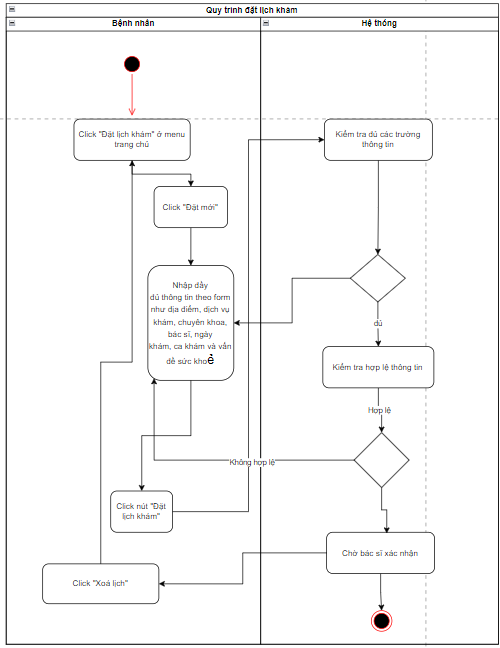 Quy trình đặt lịch khám
Bệnh nhân
Hệ thống
Click "Đặt lịch khám" ở menu
trang chủ
Kiểm tra đủ các trường
thông tin
Click "Đặt mới"
Nhập đầy
đủ thông tin theo form
như địa điểm, dịch vụ
khám, chuyên khoa,
bác sĩ, ngày
khám, ca khám và vấn
đề sức khoẻ
đủ
Kiểm tra hợp lệ thông tin
Hợp lệ
Không hợp lệ
Click nút "Đặt
lịch khám"
Chờ bác sĩ xác nhận
Click "Xoá lịch"